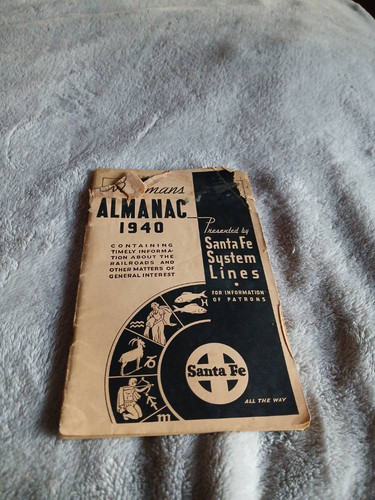 ALMANAC
1940
CONTAINING
TIMELY INFORMA-
TION ABOUT THE
RAILROADS AND
OTHER MATTERS OF
GENERAL INTEREST
Presented by
Santa Fe
System
Lines
FOR INFORMATION
OF PATRONS
Santa Fe
ALL THE WAY